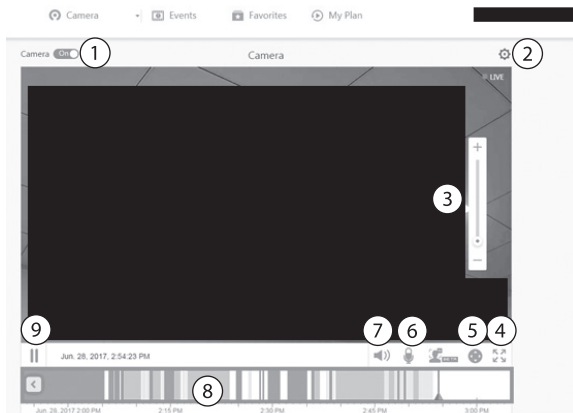 Camera Events Favorites My Plan
Camera On 1 Camera 2
LIVE
+
3
−
9 7 6 5 4
Jun. 28, 2017, 2:54:23 PM BETA
8
Jun. 28, 2017 2:00 PM 2:15 PM 2:30 PM 2:45 PM 3:00 PM